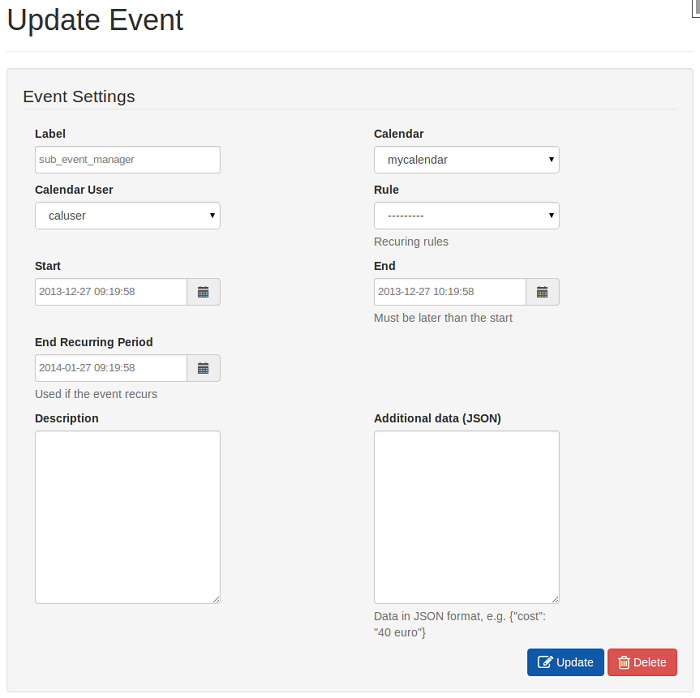 Update Event
Event Settings
Label
Calendar
sub_event_manager
mycalendar
Calendar User
Rule
caluser
---------
Recuring rules
Start
End
2013-12-27 09:19:58
2013-12-27 10:19:58
Must be later than the start
End Recurring Period
2014-01-27 09:19:58
Used if the event recurs
Description
Additional data (JSON)
Data in JSON format, e.g. {"cost":
"40 euro"}
Update
Delete